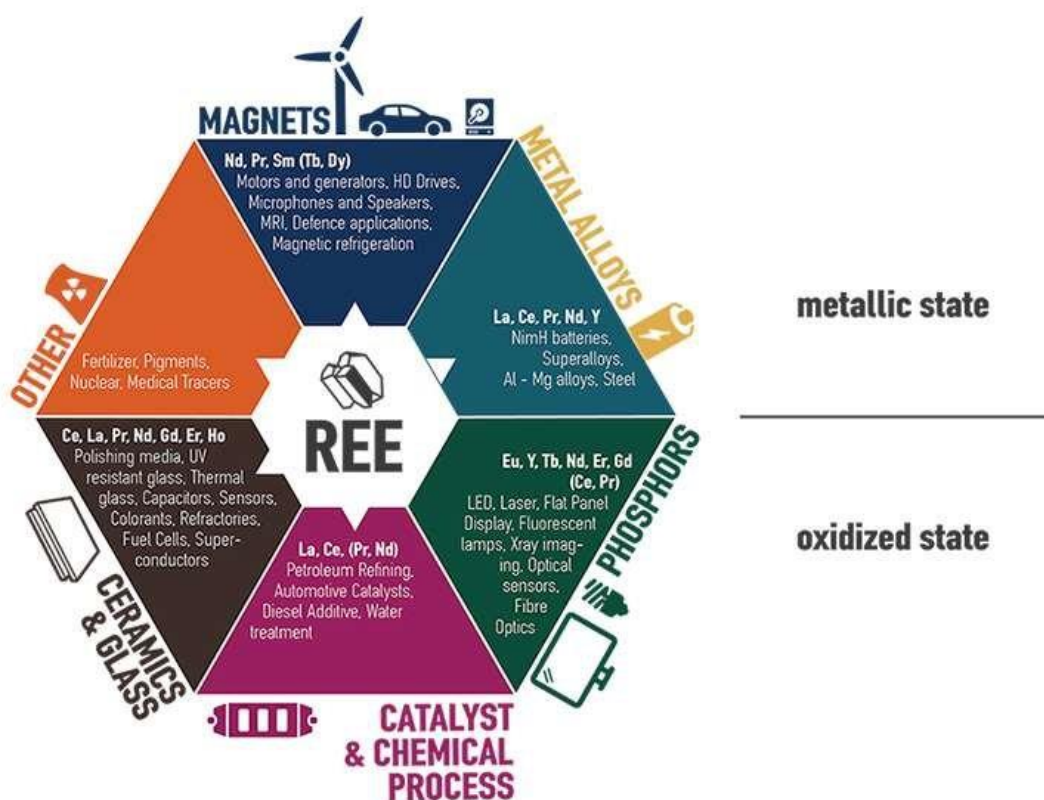 MAGNETS
Nd, Pr, Sm (Tb, Dy)
Motors and generators, HD Drives,
Microphones and Speakers,
MRI, Defence applications,
Magnetic refrigeration
METAL ALLOYS
La, Ce, Pr, Nd, Y
NimH batteries,
Superalloys,
Al - Mg alloys, Steel
OTHER
Fertilizer, Pigments,
Nuclear, Medical Tracers
REE
metallic state
oxidized state
Ce, La, Pr, Nd, Gd, Er, Ho
Polishing media, UV
resistant glass, Thermal
glass, Capacitors, Sensors,
Colorants, Refractories,
Fuel Cells, Super-
conductors
CERAMICS
& GLASS
La, Ce, (Pr, Nd)
Petroleum Refining,
Automotive Catalysts,
Diesel Additive, Water
treatment
CATALYST
& CHEMICAL
PROCESS
Eu, Y, Tb, Nd, Er, Gd
(Ce, Pr)
LED, Laser, Flat Panel
Display, Fluorescent
lamps, Xray imag-
ing, Optical
sensors,
Fibre
Optics
PHOSPHORS